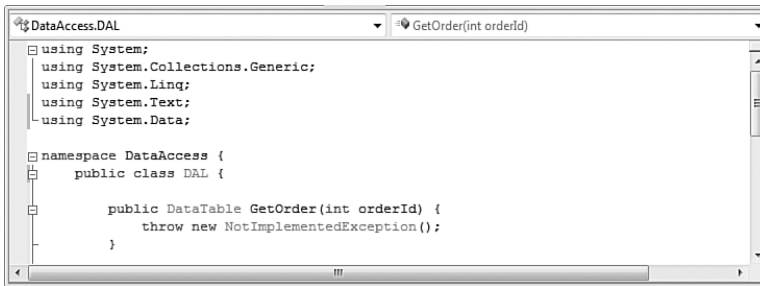 DataAccess.DAL
GetOrder(int orderId)
using System;
using System.Collections.Generic;
using System.Linq;
using System.Text;
using System.Data;
namespace DataAccess {
public class DAL {
public DataTable GetOrder(int orderId) {
throw new NotImplementedException();
}